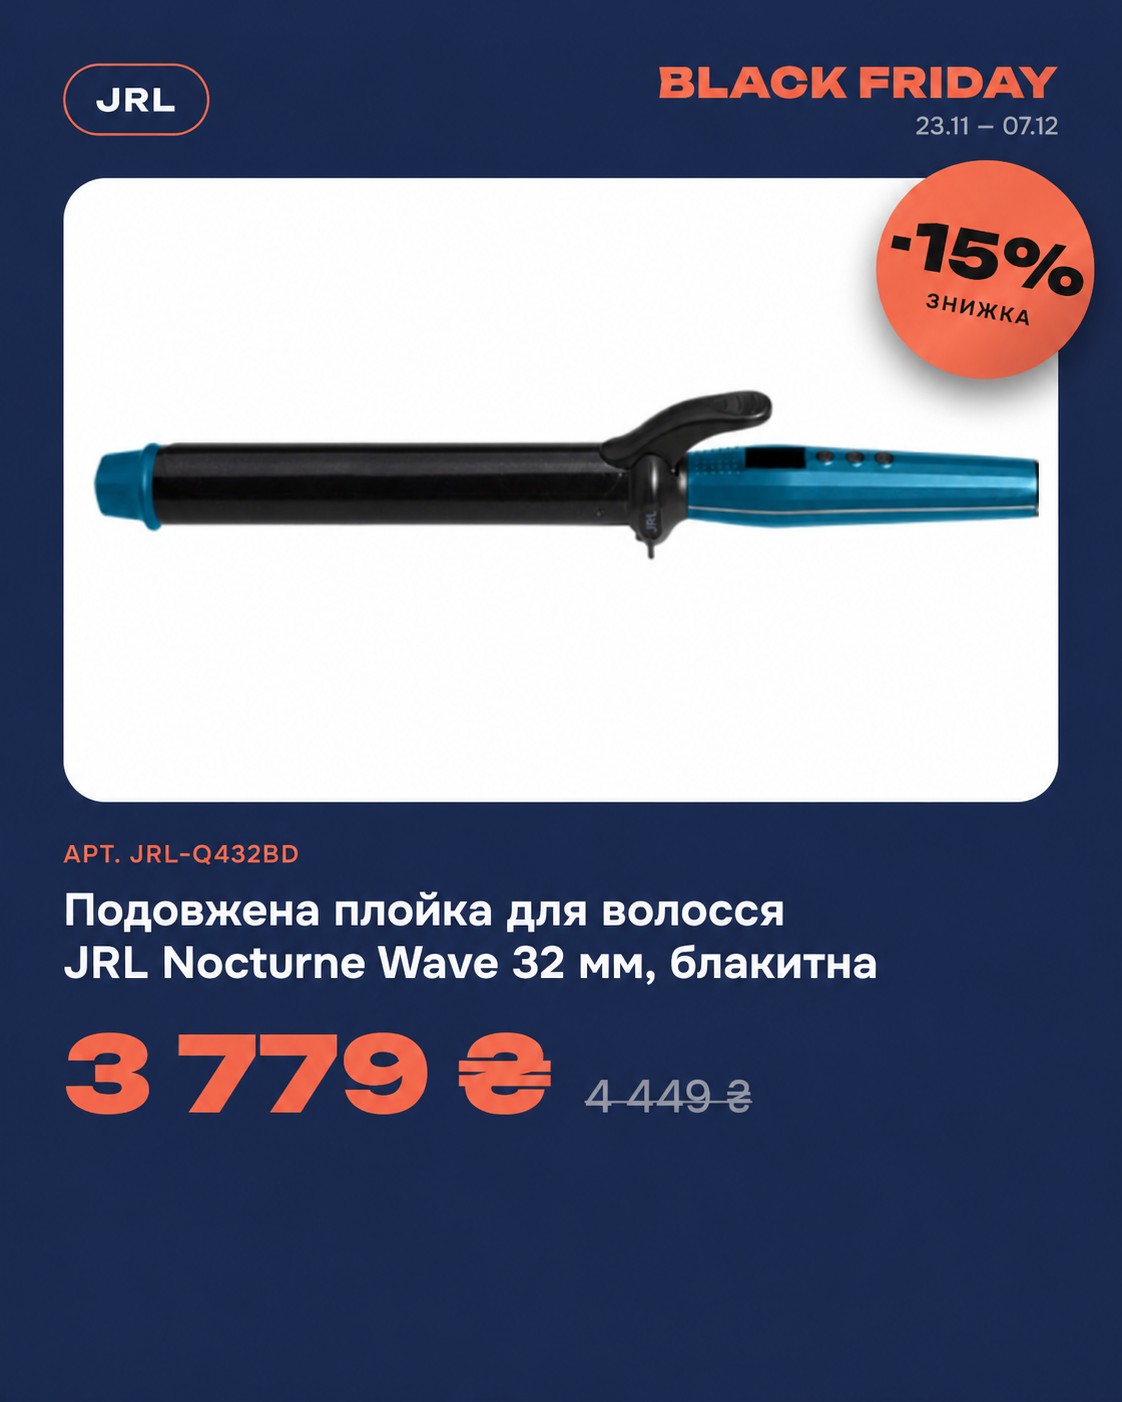 JRL
BLACK FRIDAY
23.11 – 07.12
-15%
ЗНИЖКА
JRL
АРТ. JRL-Q432BD
Подовжена плойка для волосся
JRL Nocturne Wave 32 мм, блакитна
3 779 ₴
4 449 ₴